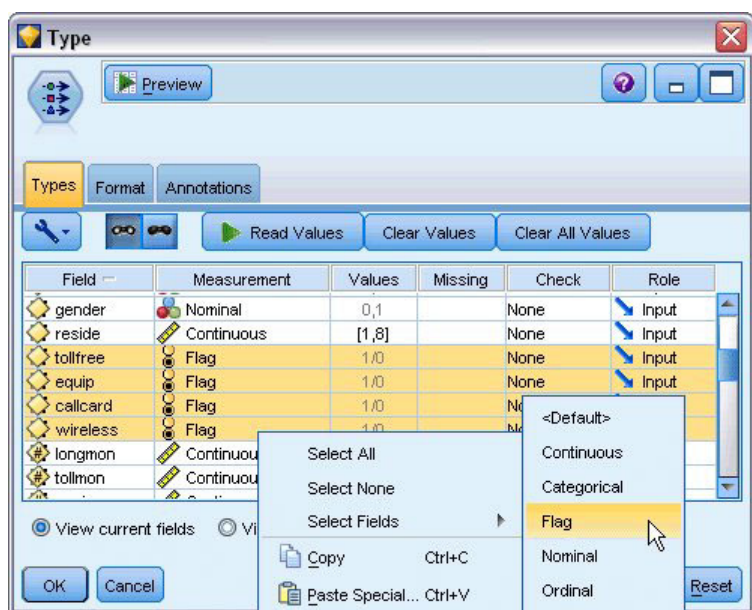 Type
Preview
Types Format Annotations
Read Values Clear Values Clear All Values
Field Measurement Values Missing Check Role
gender Nominal 0,1 None Input
reside Continuous [1,8] None Input
tollfree Flag 1/0 None Input
equip Flag 1/0 None Input
callcard Flag 1/0
wireless Flag 1/0
longmon
tollmon
Select All
Select None
Select Fields
Copy Ctrl+C
Paste Special... Ctrl+V
<Default>
Continuous
Categorical
Flag
Nominal
Ordinal
View current fields
OK Cancel Reset